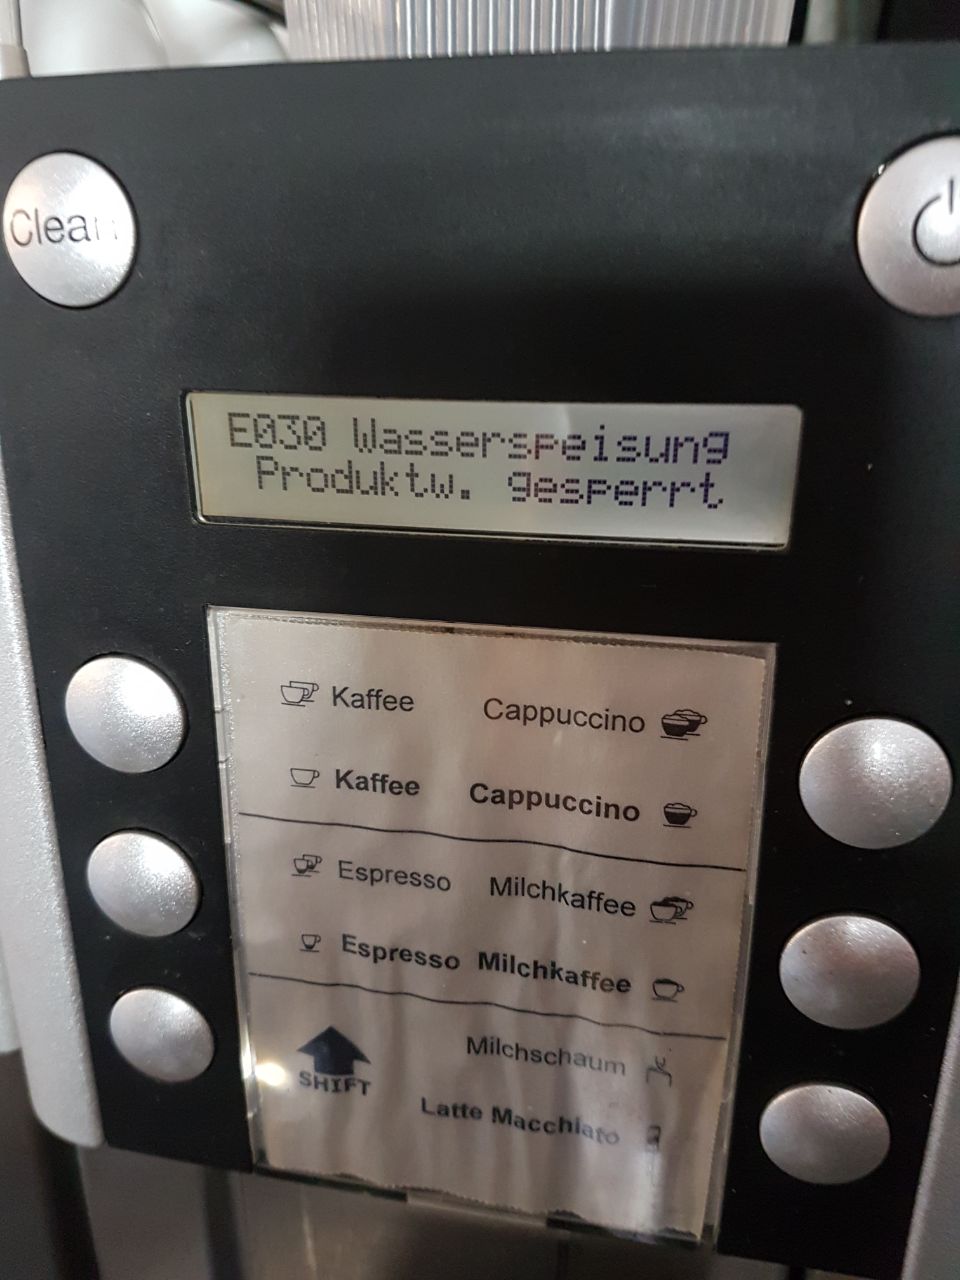 Clean
E030 Wasserspeisung
Produktw. gesperrt
Kaffee Cappuccino
Kaffee Cappuccino
Espresso Milchkaffee
Espresso Milchkaffee
Milchschaum
SHIFT
Latte Macchiato